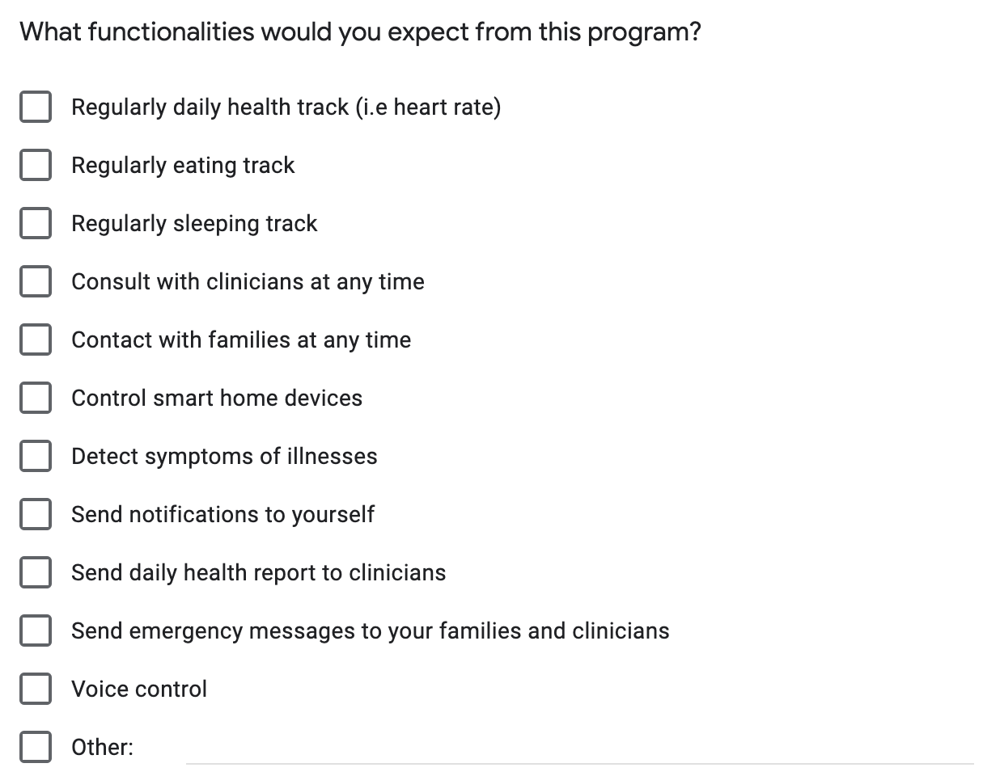 What functionalities would you expect from this program?
Regularly daily health track (i.e heart rate)
Regularly eating track
Regularly sleeping track
Consult with clinicians at any time
Contact with families at any time
Control smart home devices
Detect symptoms of illnesses
Send notifications to yourself
Send daily health report to clinicians
Send emergency messages to your families and clinicians
Voice control
Other: